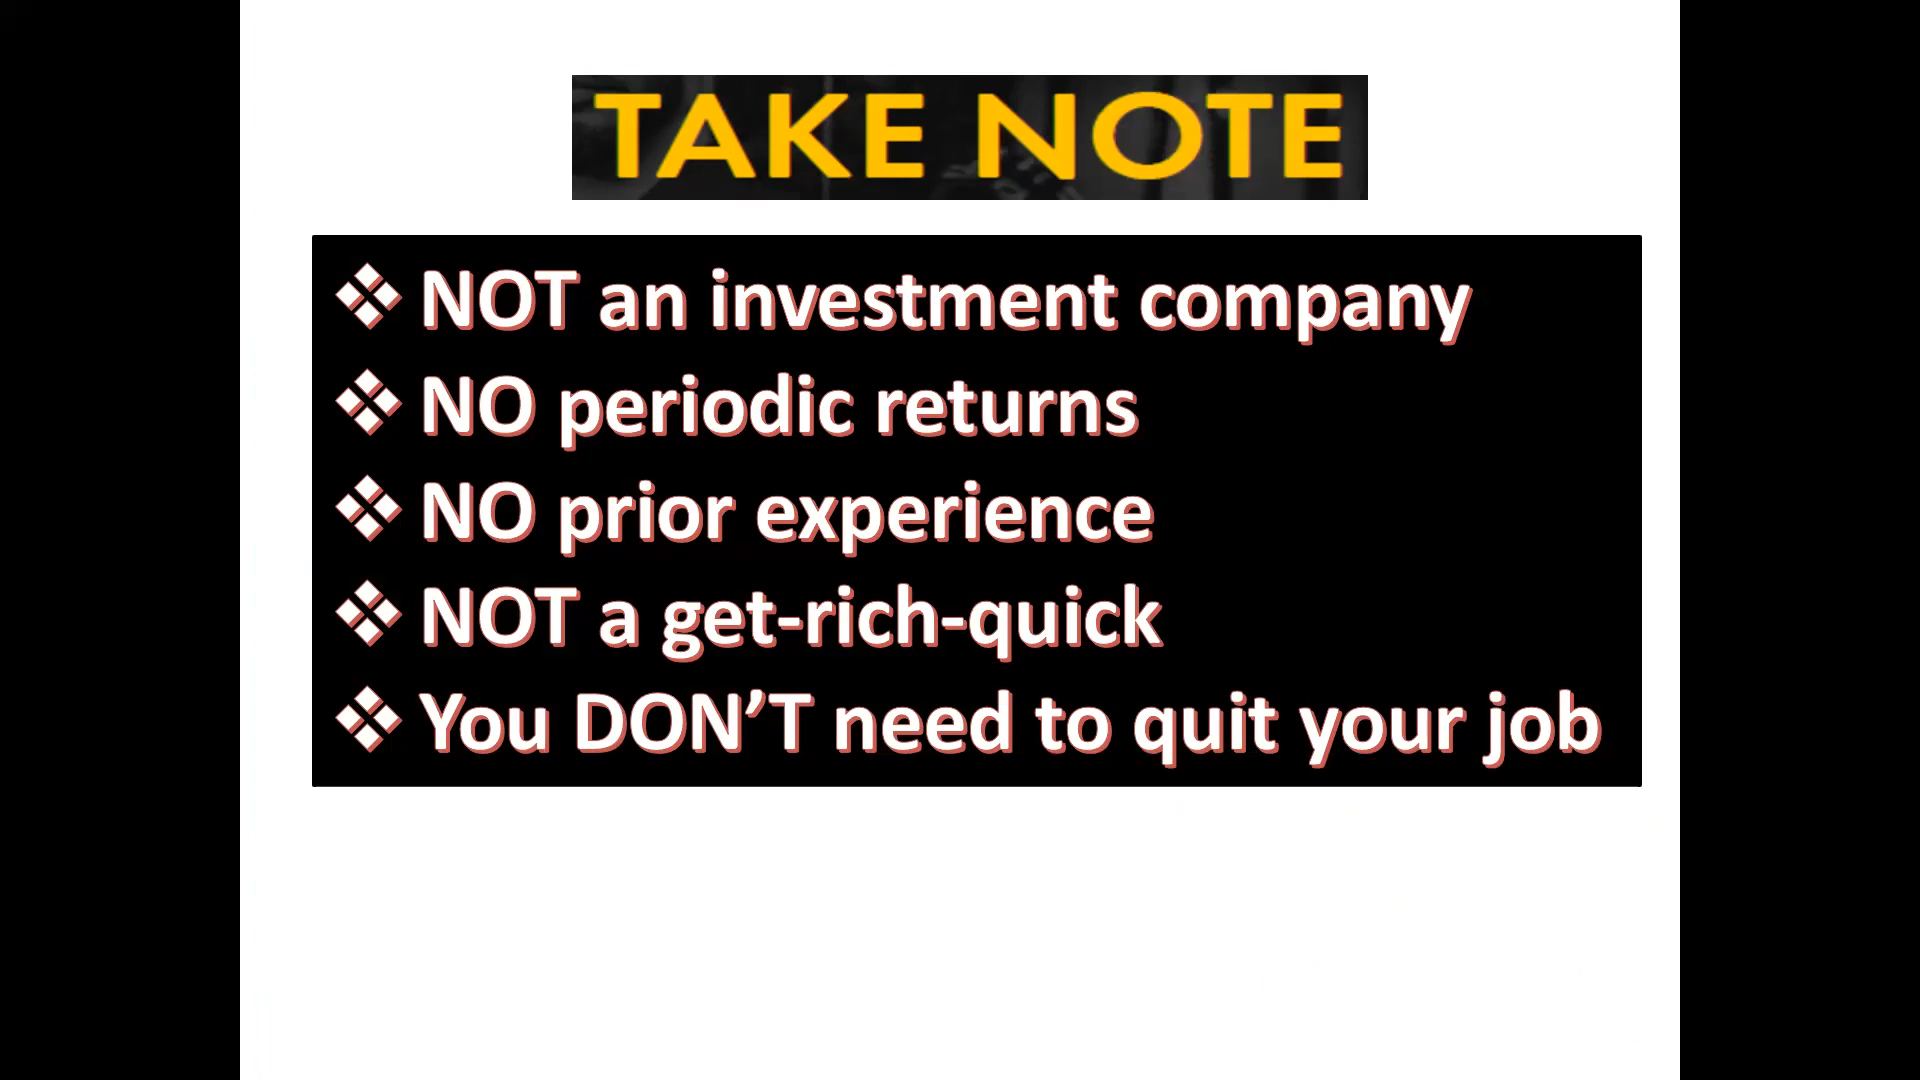 TAKE NOTE
NOT an investment company
NO periodic returns
NO prior experience
NOT a get-rich-quick
You DON’T need to quit your job